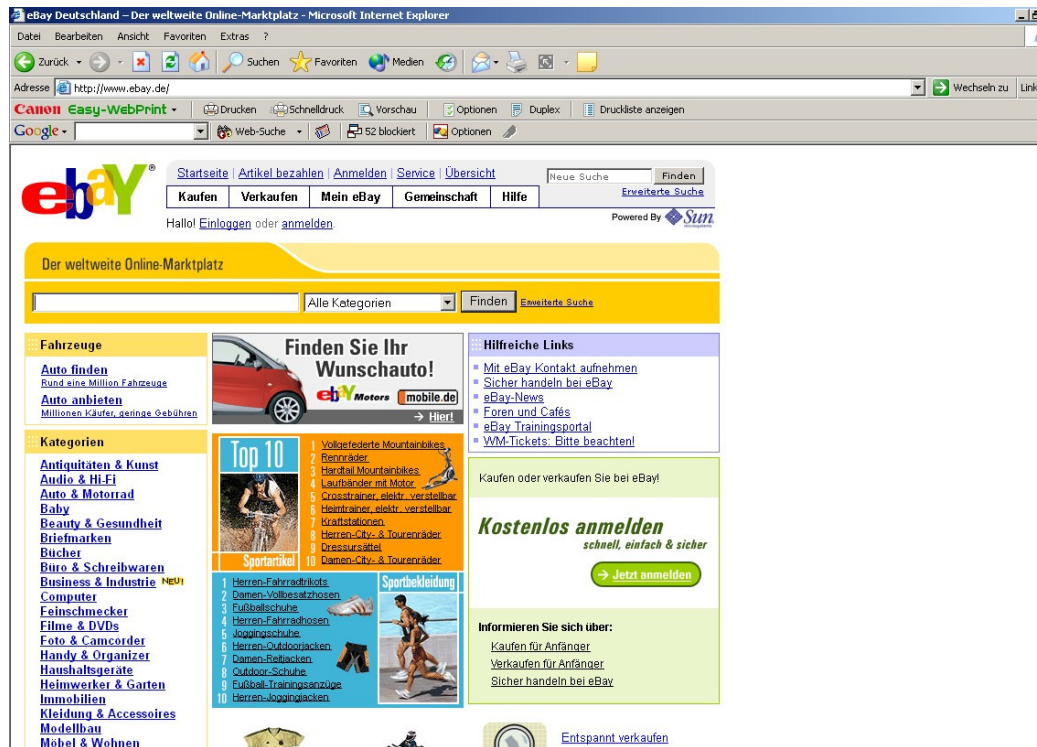 eBay Deutschland – Der weltweite Online-Marktplatz - Microsoft Internet Explorer
Datei Bearbeiten Ansicht Favoriten Extras ?
Zurück Suchen Favoriten Medien
Adresse http://www.ebay.de/ Wechseln zu Link
Canon Easy-WebPrint Drucken Schnelldruck Vorschau Optionen Duplex Druckliste anzeigen
Google Web-Suche 52 blockiert Optionen
ebaY®
Startseite | Artikel bezahlen | Anmelden | Service | Übersicht
Neue Suche Finden
Erweiterte Suche
Kaufen Verkaufen Mein eBay Gemeinschaft Hilfe
Powered By Sun
Hallo! Einloggen oder anmelden.
Der weltweite Online-Marktplatz
Alle Kategorien Finden Erweiterte Suche
Fahrzeuge
Auto finden
Rund eine Million Fahrzeuge
Auto anbieten
Millionen Käufer, geringe Gebühren
Kategorien
Antiquitäten & Kunst
Audio & Hi-Fi
Auto & Motorrad
Baby
Beauty & Gesundheit
Briefmarken
Bücher
Büro & Schreibwaren
Business & Industrie NEU!
Computer
Feinschmecker
Filme & DVDs
Foto & Camcorder
Handy & Organizer
Haushaltsgeräte
Heimwerker & Garten
Immobilien
Kleidung & Accessoires
Modellbau
Möbel & Wohnen
Finden Sie Ihr
Wunschauto!
ebaY Motors mobile.de
→ Hier!
Top 10
1 Vollgefederte Mountainbikes
2 Rennräder
3 Hardtail Mountainbikes
4 Laufbänder mit Motor
5 Crosstrainer, elektr. verstellbar
6 Heimtrainer, elektr. verstellbar
7 Kraftstationen
8 Herren-City- & Tourenräder
9 Dressursättel
10 Damen-City- & Tourenräder
Sportartikel
1 Herren-Fahrradtrikots
2 Damen-Vollbesatzhosen
3 Fußballschuhe
4 Herren-Fahrradhosen
5 Joggingschuhe
6 Herren-Outdoorjacken
7 Damen-Reitjacken
8 Outdoor-Schuhe
9 Fußball-Trainingsanzüge
10 Herren-Joggingjacken
Sportbekleidung
Hilfreiche Links
Mit eBay Kontakt aufnehmen
Sicher handeln bei eBay
eBay-News
Foren und Cafés
eBay Trainingsportal
WM-Tickets: Bitte beachten!
Kaufen oder verkaufen Sie bei eBay!
Kostenlos anmelden
schnell, einfach & sicher
→ Jetzt anmelden
Informieren Sie sich über:
Kaufen für Anfänger
Verkaufen für Anfänger
Sicher handeln bei eBay
Entspannt verkaufen